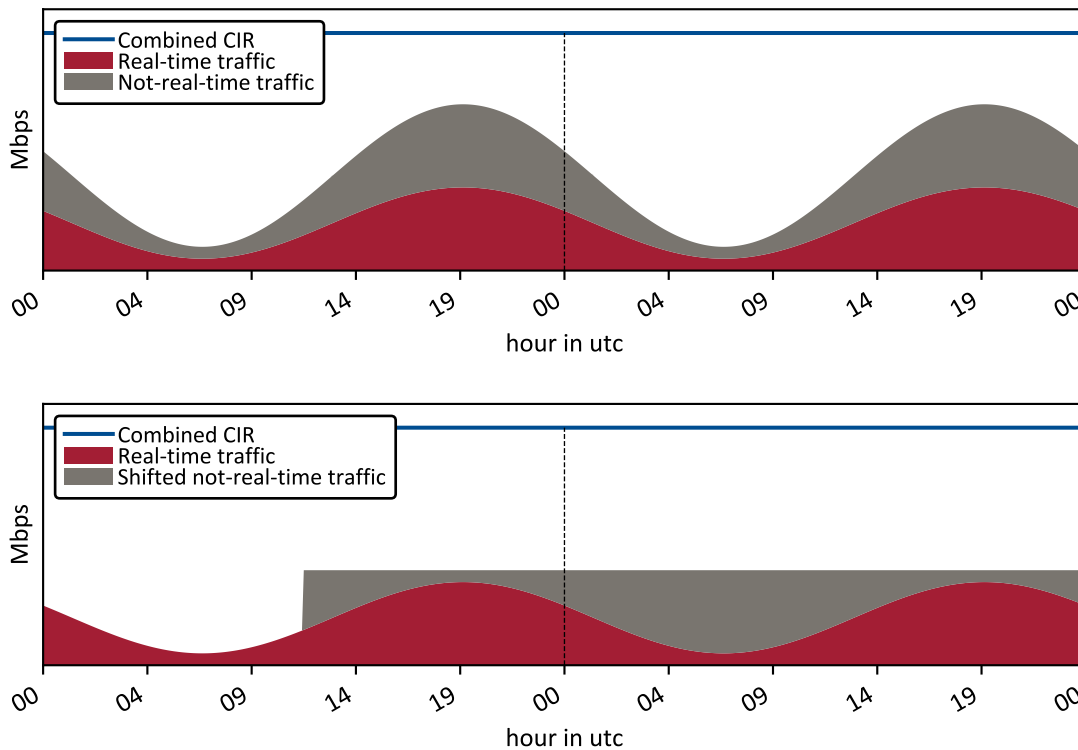 Combined CIR
Real-time traffic
Not-real-time traffic
Mbps
00 04 09 14 19 00 04 09 14 19 00
hour in utc
Combined CIR
Real-time traffic
Shifted not-real-time traffic
Mbps
00 04 09 14 19 00 04 09 14 19 00
hour in utc